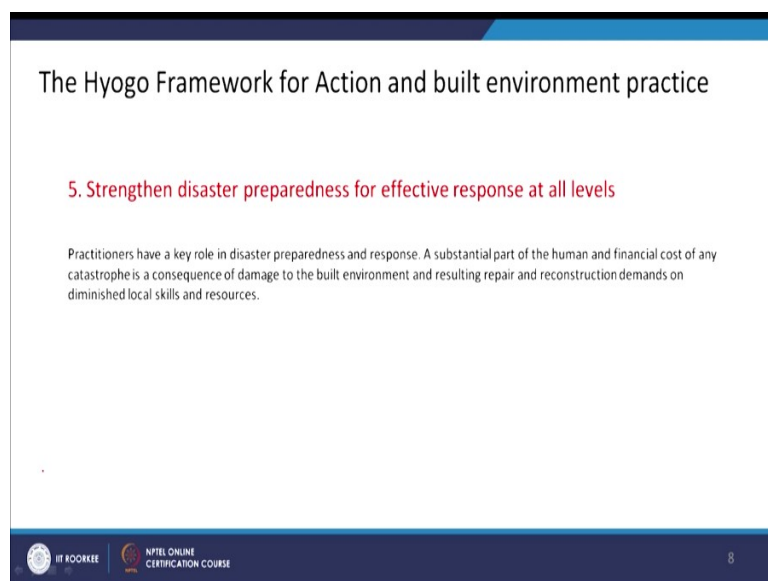 The Hyogo Framework for Action and built environment practice
5. Strengthen disaster preparedness for effective response at all levels
Practitioners have a key role in disaster preparedness and response. A substantial part of the human and financial cost of any
catastrophe is a consequence of damage to the built environment and resulting repair and reconstruction demands on
diminished local skills and resources.
.
IIT ROORKEE
NPTEL ONLINE
CERTIFICATION COURSE
8